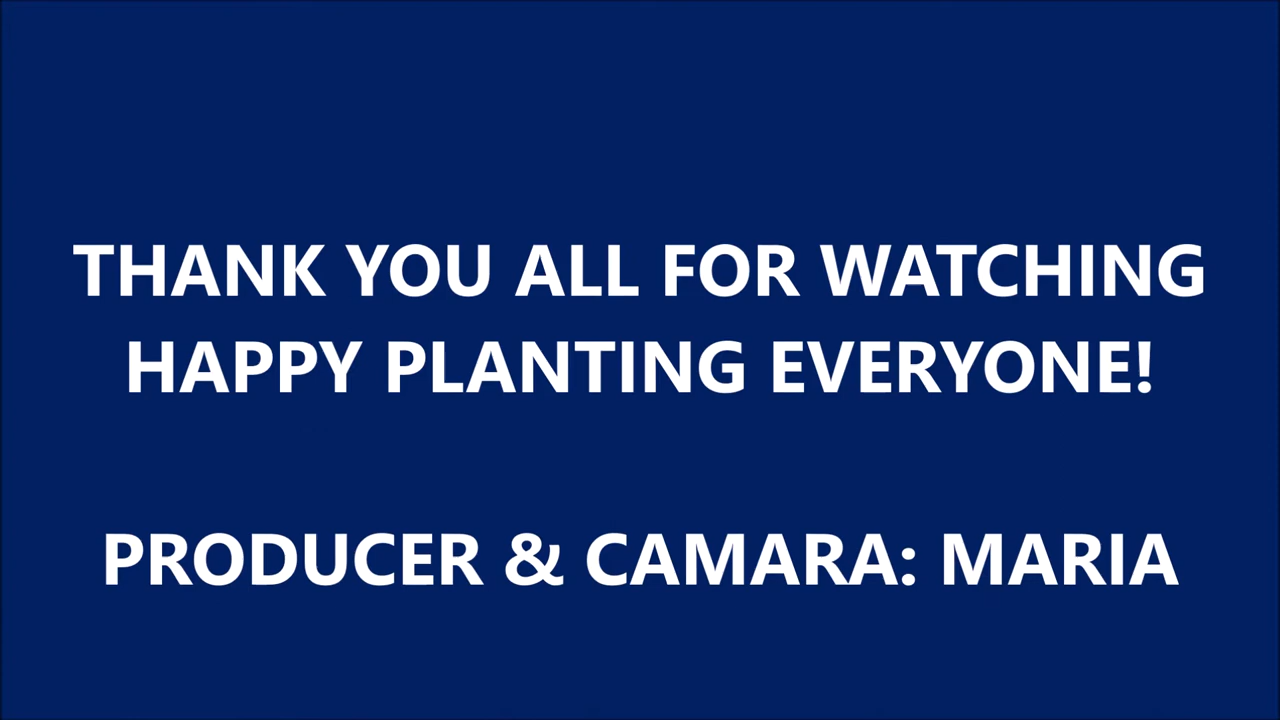 THANK YOU ALL FOR WATCHING
HAPPY PLANTING EVERYONE!
PRODUCER & CAMARA: MARIA